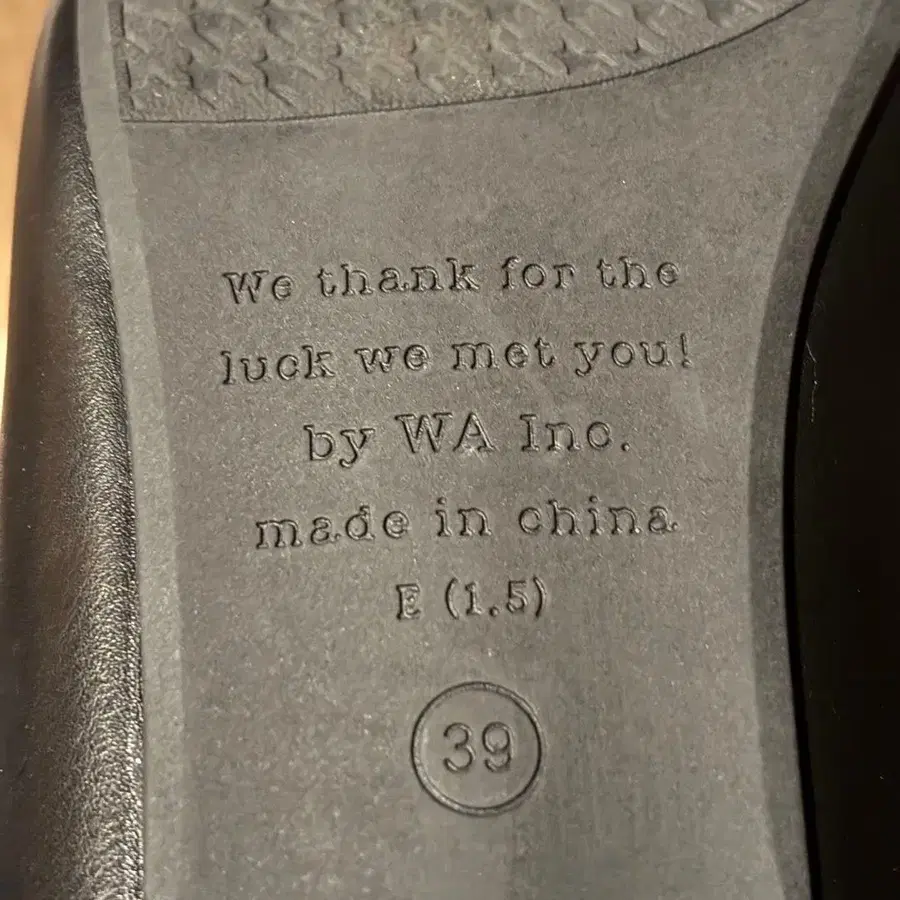 We thank for the
luck we met you!
by WA Inc.
made in china
E (1.5)
39